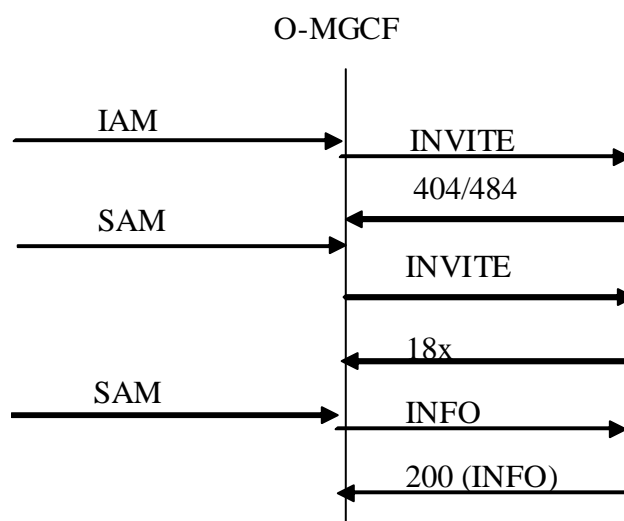 O-MGCF
IAM
INVITE
404/484
SAM
INVITE
18x
SAM
INFO
200 (INFO)